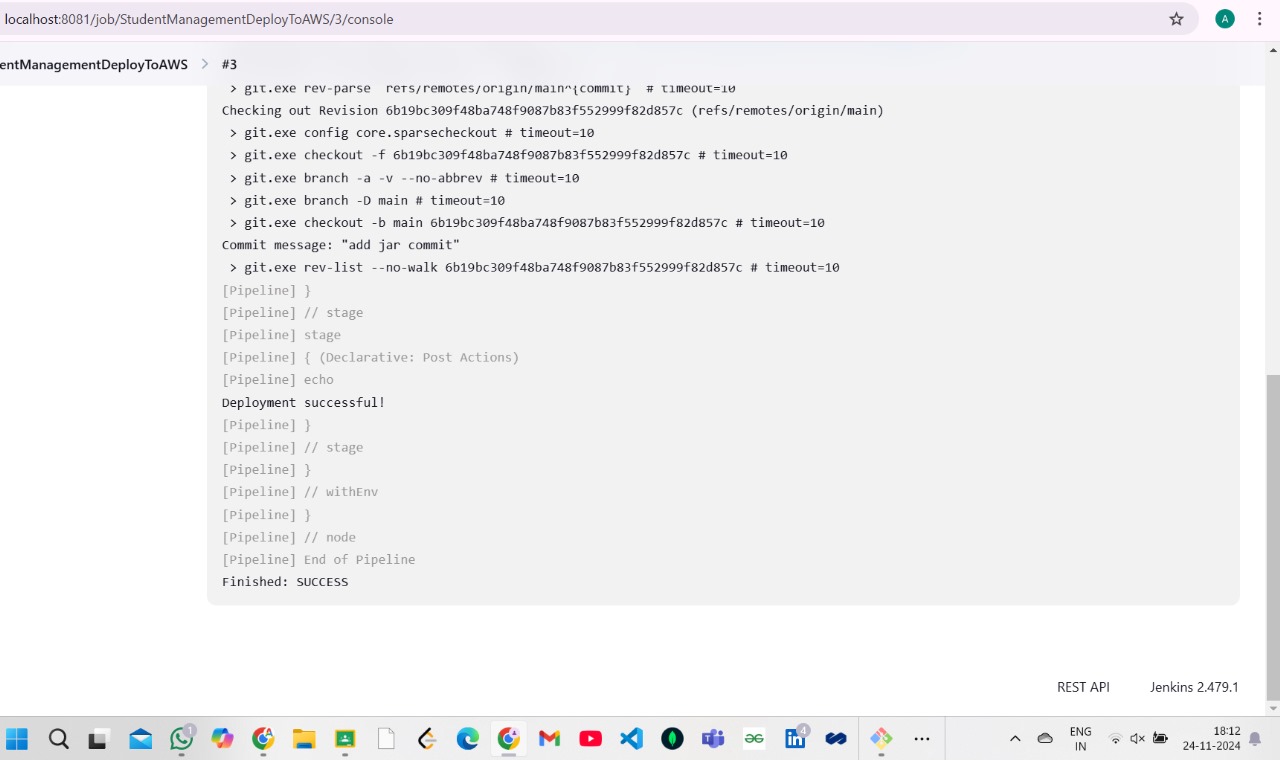 localhost:8081/job/StudentManagementDeployToAWS/3/console
A
entManagementDeployToAWS > #3
> git.exe rev-parse "refs/remotes/origin/main^{commit}" # timeout=10
Checking out Revision 6b19bc309f48ba748f9087b83f552999f82d857c (refs/remotes/origin/main)
> git.exe config core.sparsecheckout # timeout=10
> git.exe checkout -f 6b19bc309f48ba748f9087b83f552999f82d857c # timeout=10
> git.exe branch -a -v --no-abbrev # timeout=10
> git.exe branch -D main # timeout=10
> git.exe checkout -b main 6b19bc309f48ba748f9087b83f552999f82d857c # timeout=10
Commit message: "add jar commit"
> git.exe rev-list --no-walk 6b19bc309f48ba748f9087b83f552999f82d857c # timeout=10
[Pipeline] }
[Pipeline] // stage
[Pipeline] stage
[Pipeline] { (Declarative: Post Actions)
[Pipeline] echo
Deployment successful!
[Pipeline] }
[Pipeline] // stage
[Pipeline] }
[Pipeline] // withEnv
[Pipeline] }
[Pipeline] // node
[Pipeline] End of Pipeline
Finished: SUCCESS
REST API Jenkins 2.479.1
1
4
ENG
IN
18:12
24-11-2024